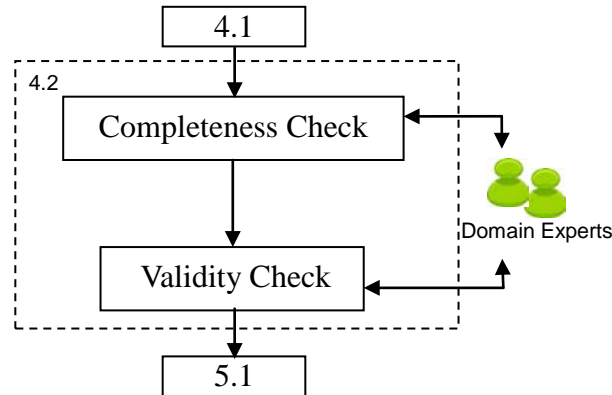 4.1
4.2
Completeness Check
Domain Experts
Validity Check
5.1